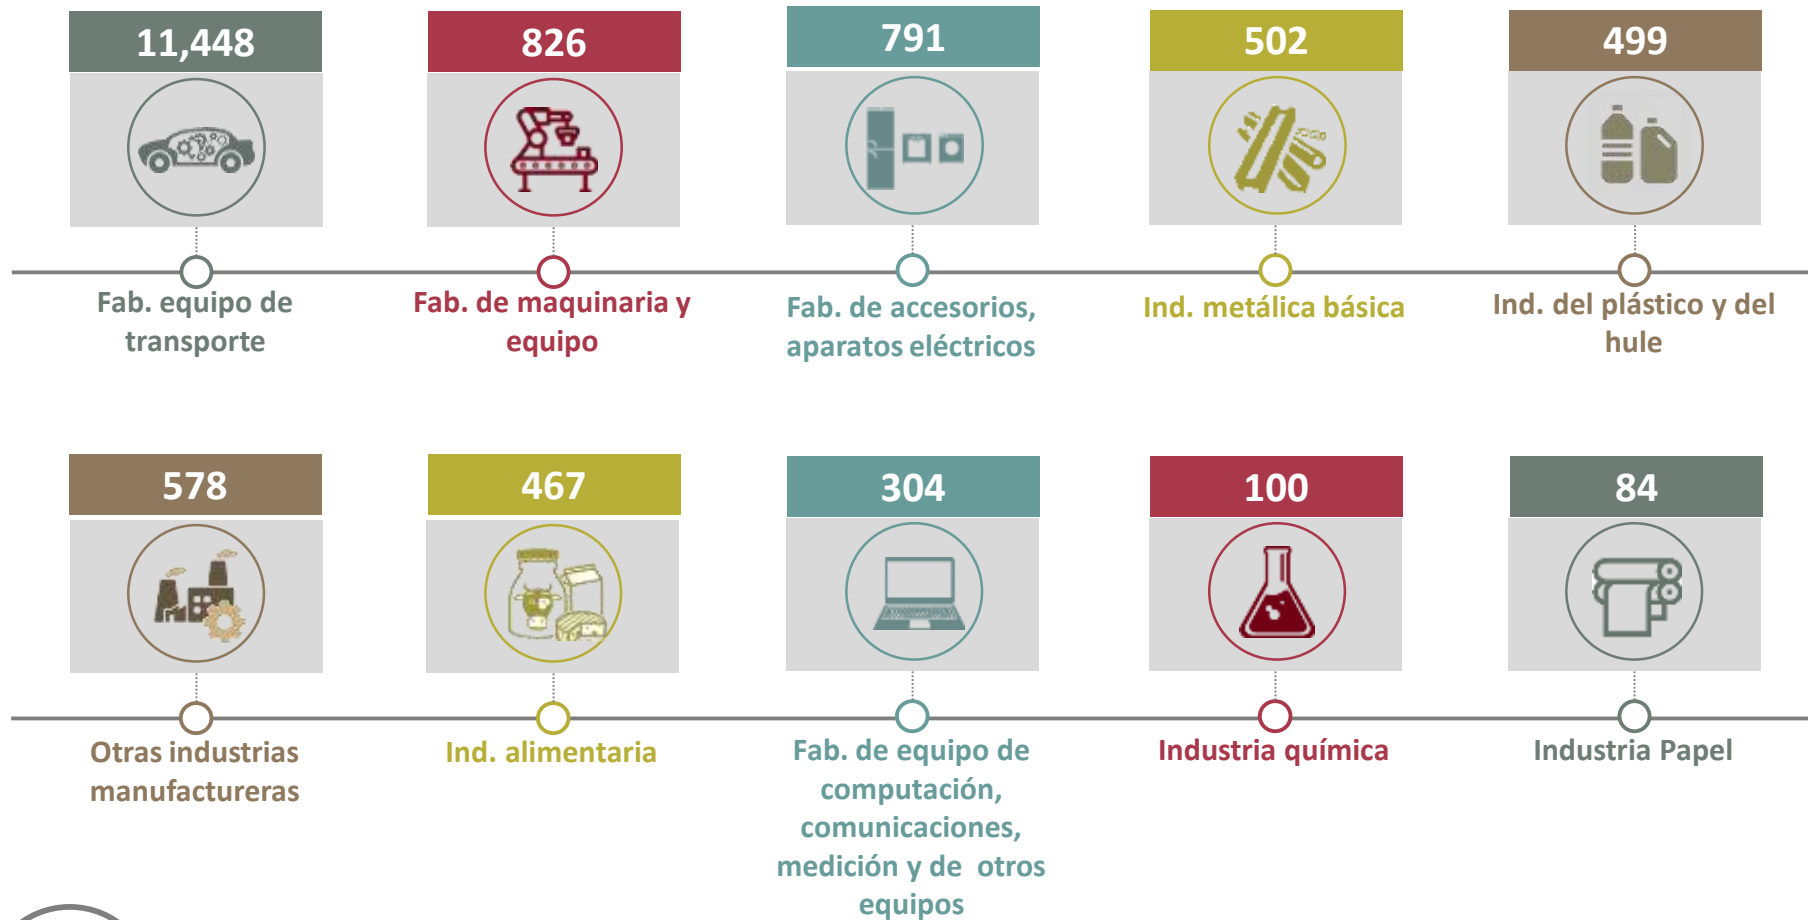 11,448
826
791
502
499
Fab. equipo de
transporte
Fab. de maquinaria y
equipo
Fab. de accesorios,
aparatos eléctricos
Ind. metálica básica
Ind. del plástico y del
hule
578
467
304
100
84
Otras industrias
manufactureras
Ind. alimentaria
Fab. de equipo de
computación,
comunicaciones,
medición y de otros
equipos
Industria química
Industria Papel